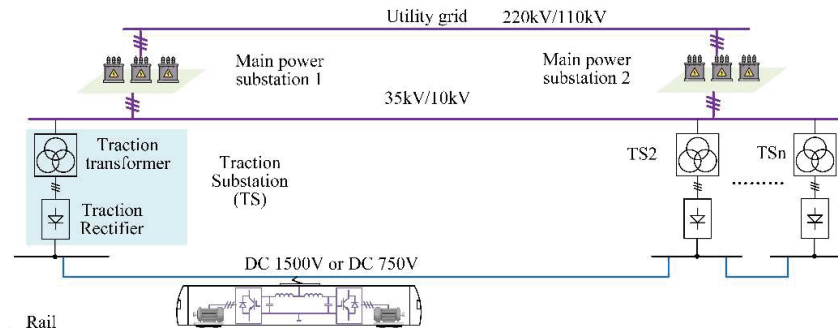 Utility grid 220kV/110kV
Main power
substation 1
Main power
substation 2
35kV/10kV
Traction
transformer
Traction
Substation
(TS)
TS2
TSn
Traction
Rectifier
DC 1500V or DC 750V
Rail